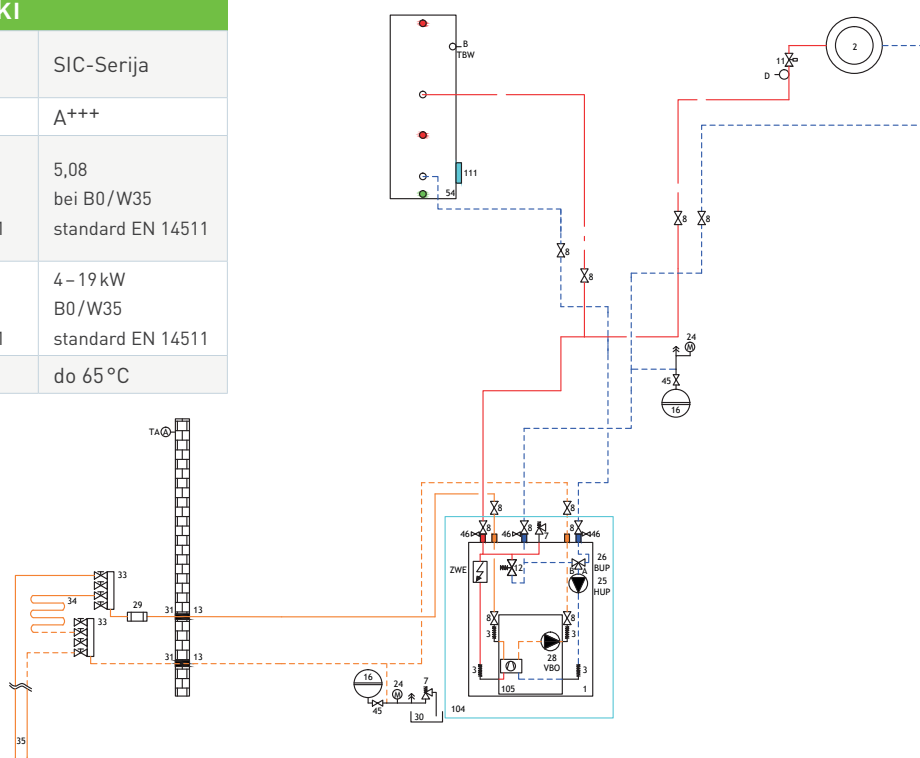 KI
SIC-Serija
A+++
5,08
bei B0/W35
standard EN 14511
4–19 kW
B0/W35
standard EN 14511
do 65 °C
B
TBW
111
54
8
8
11
D
2
8
8
24
M
45
16
TA A
33
34
33
29
31
13
31
13
35
16
24
M
45
7
30
104
8
8
46
8
8
7
8
46
ZWE
12
26
BUP
B
A
25
HUP
8
8
3
3
28
VBO
3
3
105
1